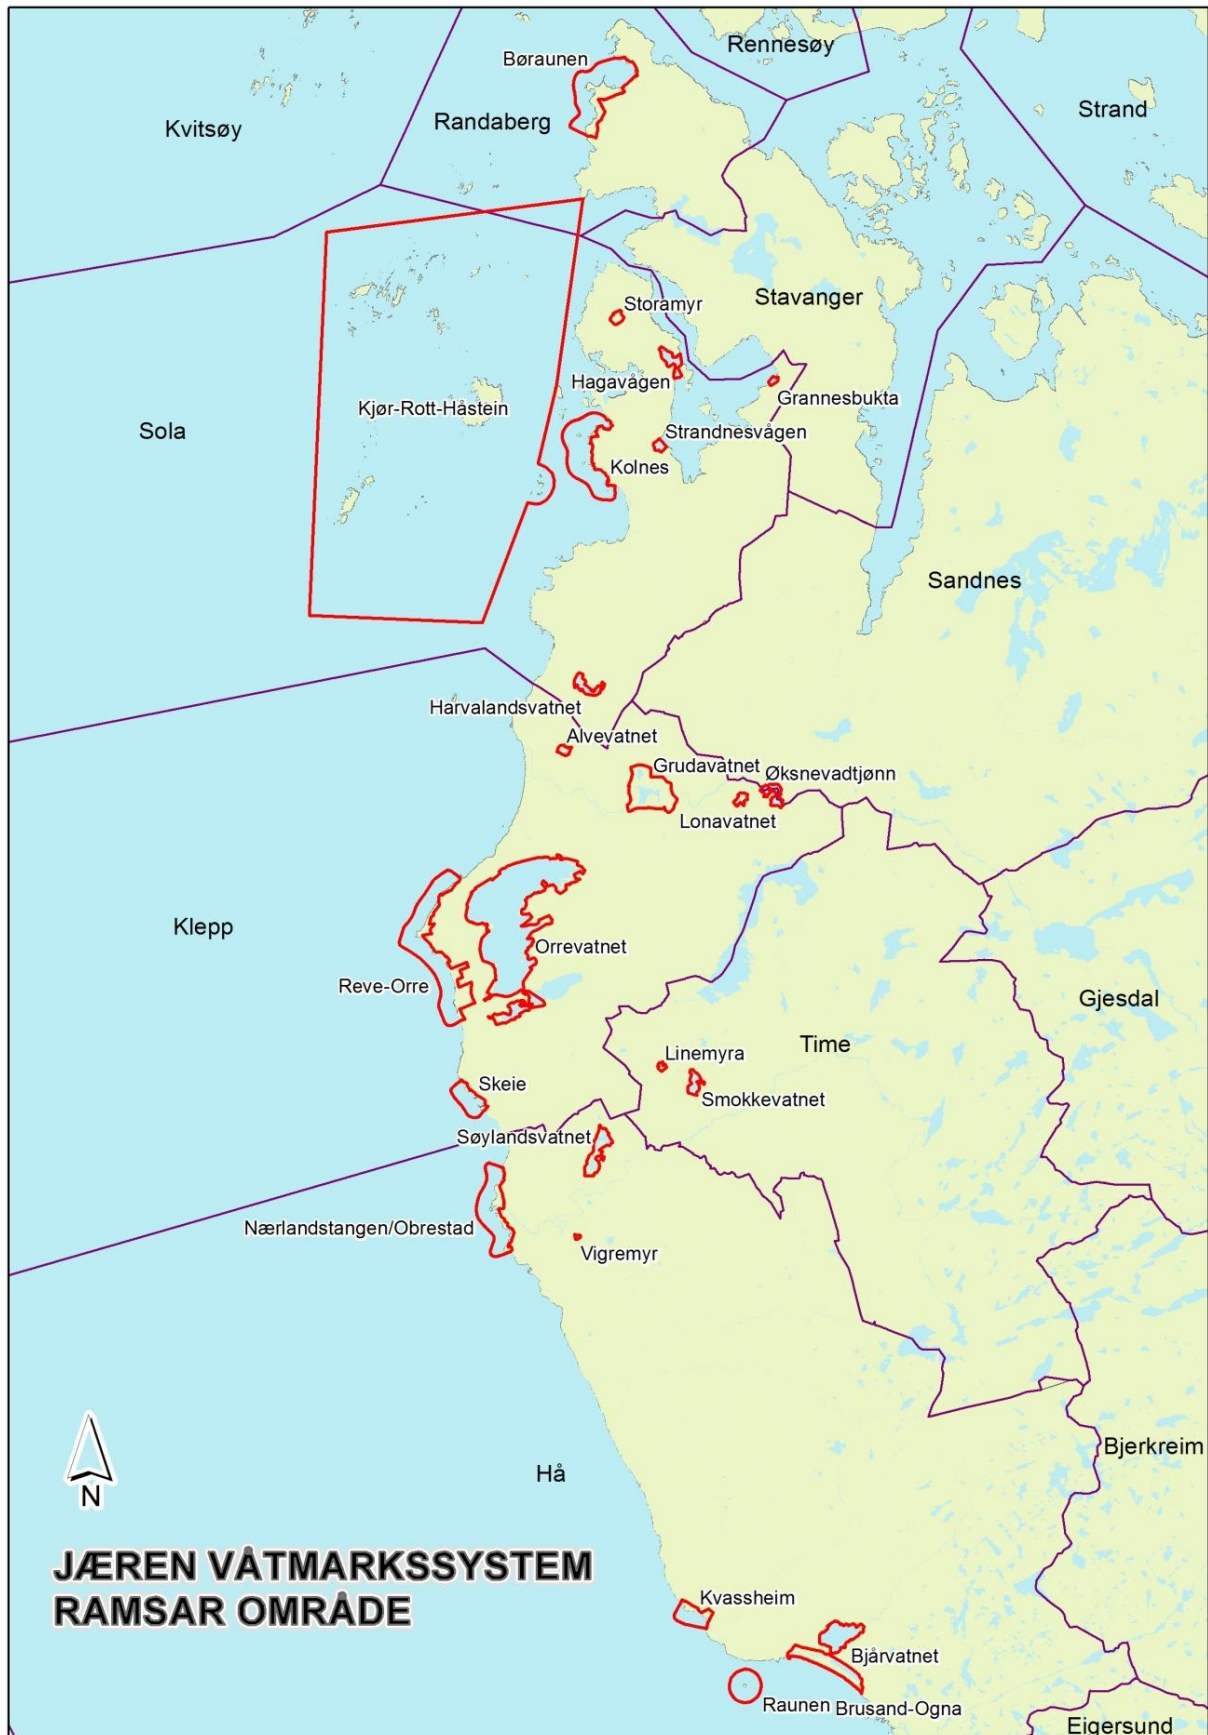 Rennesøy
Børaunen
Strand
Randaberg
Kvitsøy
Stavanger
Storamyr
Hagavågen
Grannesbukta
Kjør-Rott-Håstein
Sola
Strandnesvågen
Kolnes
Sandnes
Harvalandsvatnet
Alvevatnet
Grudavatnet
Øksnevadtjønn
Lonavatnet
Klepp
Orrevatnet
Reve-Orre
Gjesdal
Time
Linemyra
Skeie
Smokkevatnet
Søylandsvatnet
Nærlandstangen/Obrestad
Vigremyr
Bjerkreim
Hå
N
JÆREN VÅTMARKSSYSTEM
RAMSAR OMRÅDE
Kvassheim
Bjårvatnet
Raunen
Brusand-Ogna
Eigersund